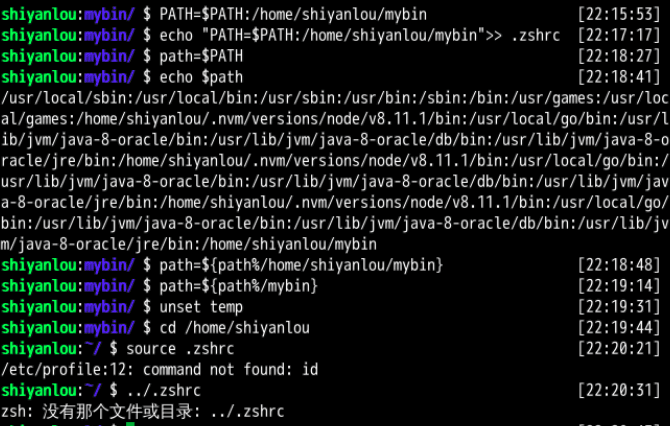 shiyanlou:mybin/ $ PATH=$PATH:/home/shiyanlou/mybin [22:15:53]
shiyanlou:mybin/ $ echo "PATH=$PATH:/home/shiyanlou/mybin">> .zshrc [22:17:17]
shiyanlou:mybin/ $ path=$PATH [22:18:27]
shiyanlou:mybin/ $ echo $path [22:18:41]
/usr/local/sbin:/usr/local/bin:/usr/sbin:/usr/bin:/sbin:/bin:/usr/games:/usr/loc
al/games:/home/shiyanlou/.nvm/versions/node/v8.11.1/bin:/usr/local/go/bin:/usr/l
ib/jvm/java-8-oracle/bin:/usr/lib/jvm/java-8-oracle/db/bin:/usr/lib/jvm/java-8-o
racle/jre/bin:/home/shiyanlou/.nvm/versions/node/v8.11.1/bin:/usr/local/go/bin:/
usr/lib/jvm/java-8-oracle/bin:/usr/lib/jvm/java-8-oracle/db/bin:/usr/lib/jvm/jav
a-8-oracle/jre/bin:/home/shiyanlou/.nvm/versions/node/v8.11.1/bin:/usr/local/go/
bin:/usr/lib/jvm/java-8-oracle/bin:/usr/lib/jvm/java-8-oracle/db/bin:/usr/lib/jv
m/java-8-oracle/jre/bin:/home/shiyanlou/mybin
shiyanlou:mybin/ $ path=${path%/home/shiyanlou/mybin} [22:18:48]
shiyanlou:mybin/ $ path=${path%/mybin} [22:19:14]
shiyanlou:mybin/ $ unset temp [22:19:31]
shiyanlou:mybin/ $ cd /home/shiyanlou [22:19:44]
shiyanlou:~/ $ source .zshrc [22:20:21]
/etc/profile:12: command not found: id
shiyanlou:~/ $ ../.zshrc [22:20:31]
zsh: 没有那个文件或目录: ../.zshrc